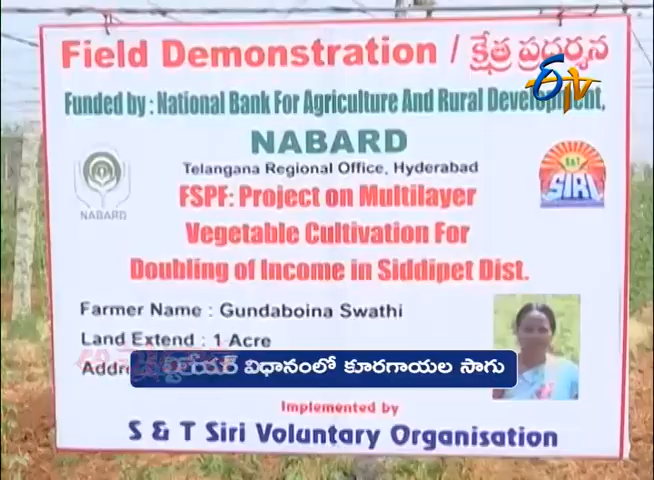 Field Demonstration / క్షేత్ర ప్రదర్శన
ETV
Funded by : National Bank For Agriculture And Rural Development,
NABARD
Telangana Regional Office, Hyderabad
NABARD
S&T
SIRI
FSPF: Project on Multilayer
Vegetable Cultivation For
Doubling of Income in Siddipet Dist.
Farmer Name : Gundaboina Swathi
Land Extend : 1 Acre
విధానంలో కూరగాయల సాగు
Implemented by
S & T Siri Voluntary Organisation